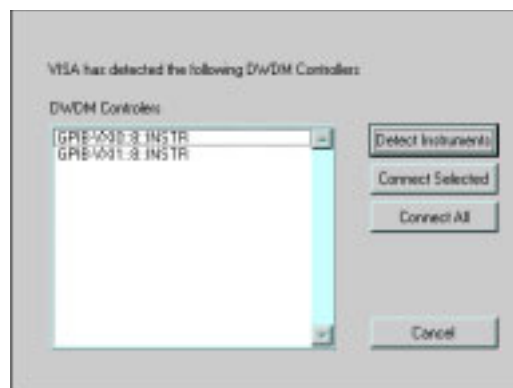 VISA has detected the following DWDM Controllers
DWDM Controlers
GPIB-VXI0::8::INSTR
GPIB-VXI1::8::INSTR
Detect Instruments
Connect Selected
Connect All
Cancel